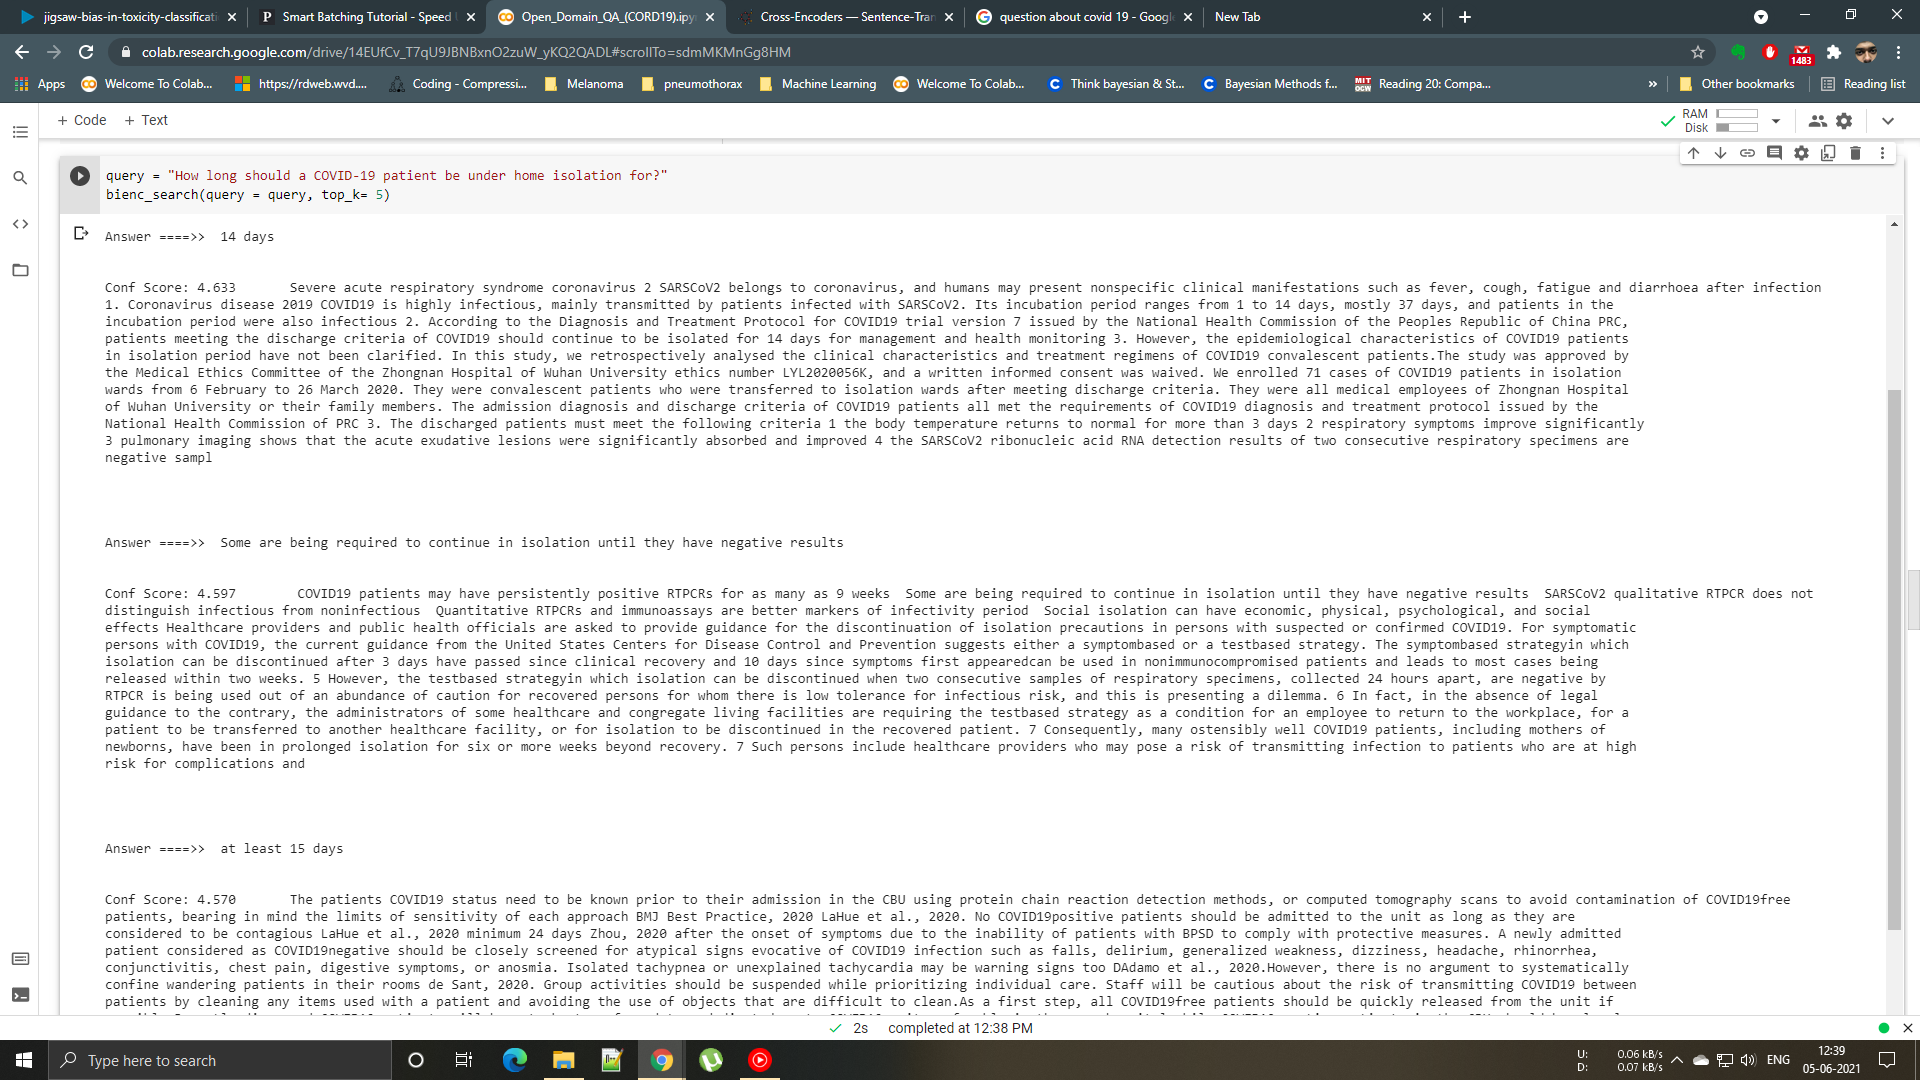 jigsaw-bias-in-toxicity-classificati
Smart Batching Tutorial - Speed
Open_Domain_QA_(CORD19).ipy
Cross-Encoders — Sentence-Tran
question about covid 19 - Googl
New Tab
colab.research.google.com/drive/14EUfCv_T7qU9JBNBxnO2zuW_yKQ2QADL#scrollTo=sdmMKMnGg8HM
1483
Apps
Welcome To Colab...
https://rdweb.wvd....
Coding - Compressi...
Melanoma
pneumothorax
Machine Learning
Welcome To Colab...
Think bayesian & St...
Bayesian Methods f...
Reading 20: Compa...
»
Other bookmarks
Reading list
+ Code + Text
RAM
Disk
query = "How long should a COVID-19 patient be under home isolation for?"
bienc_search(query = query, top_k= 5)
Answer ====>> 14 days
Conf Score: 4.633 Severe acute respiratory syndrome coronavirus 2 SARSCoV2 belongs to coronavirus, and humans may present nonspecific clinical manifestations such as fever, cough, fatigue and diarrhoea after infection
1. Coronavirus disease 2019 COVID19 is highly infectious, mainly transmitted by patients infected with SARSCoV2. Its incubation period ranges from 1 to 14 days, mostly 37 days, and patients in the
incubation period were also infectious 2. According to the Diagnosis and Treatment Protocol for COVID19 trial version 7 issued by the National Health Commission of the Peoples Republic of China PRC,
patients meeting the discharge criteria of COVID19 should continue to be isolated for 14 days for management and health monitoring 3. However, the epidemiological characteristics of COVID19 patients
in isolation period have not been clarified. In this study, we retrospectively analysed the clinical characteristics and treatment regimens of COVID19 convalescent patients.The study was approved by
the Medical Ethics Committee of the Zhongnan Hospital of Wuhan University ethics number LYL2020056K, and a written informed consent was waived. We enrolled 71 cases of COVID19 patients in isolation
wards from 6 February to 26 March 2020. They were convalescent patients who were transferred to isolation wards after meeting discharge criteria. They were all medical employees of Zhongnan Hospital
of Wuhan University or their family members. The admission diagnosis and discharge criteria of COVID19 patients all met the requirements of COVID19 diagnosis and treatment protocol issued by the
National Health Commission of PRC 3. The discharged patients must meet the following criteria 1 the body temperature returns to normal for more than 3 days 2 respiratory symptoms improve significantly
3 pulmonary imaging shows that the acute exudative lesions were significantly absorbed and improved 4 the SARSCoV2 ribonucleic acid RNA detection results of two consecutive respiratory specimens are
negative sampl
Answer ====>> Some are being required to continue in isolation until they have negative results
Conf Score: 4.597 COVID19 patients may have persistently positive RTPCRs for as many as 9 weeks Some are being required to continue in isolation until they have negative results SARSCoV2 qualitative RTPCR does not
distinguish infectious from noninfectious Quantitative RTPCRs and immunoassays are better markers of infectivity period Social isolation can have economic, physical, psychological, and social
effects Healthcare providers and public health officials are asked to provide guidance for the discontinuation of isolation precautions in persons with suspected or confirmed COVID19. For symptomatic
persons with COVID19, the current guidance from the United States Centers for Disease Control and Prevention suggests either a symptombased or a testbased strategy. The symptombased strategyin which
isolation can be discontinued after 3 days have passed since clinical recovery and 10 days since symptoms first appearedcan be used in nonimmunocompromised patients and leads to most cases being
released within two weeks. 5 However, the testbased strategyin which isolation can be discontinued when two consecutive samples of respiratory specimens, collected 24 hours apart, are negative by
RTPCR is being used out of an abundance of caution for recovered persons for whom there is low tolerance for infectious risk, and this is presenting a dilemma. 6 In fact, in the absence of legal
guidance to the contrary, the administrators of some healthcare and congregate living facilities are requiring the testbased strategy as a condition for an employee to return to the workplace, for a
patient to be transferred to another healthcare facility, or for isolation to be discontinued in the recovered patient. 7 Consequently, many ostensibly well COVID19 patients, including mothers of
newborns, have been in prolonged isolation for six or more weeks beyond recovery. 7 Such persons include healthcare providers who may pose a risk of transmitting infection to patients who are at high
risk for complications and
Answer ====>> at least 15 days
Conf Score: 4.570 The patients COVID19 status need to be known prior to their admission in the CBU using protein chain reaction detection methods, or computed tomography scans to avoid contamination of COVID19free
patients, bearing in mind the limits of sensitivity of each approach BMJ Best Practice, 2020 LaHue et al., 2020. No COVID19positive patients should be admitted to the unit as long as they are
considered to be contagious LaHue et al., 2020 minimum 24 days Zhou, 2020 after the onset of symptoms due to the inability of patients with BPSD to comply with protective measures. A newly admitted
patient considered as COVID19negative should be closely screened for atypical signs evocative of COVID19 infection such as falls, delirium, generalized weakness, dizziness, headache, rhinorrhea,
conjunctivitis, chest pain, digestive symptoms, or anosmia. Isolated tachypnea or unexplained tachycardia may be warning signs too DAdamo et al., 2020.However, there is no argument to systematically
confine wandering patients in their rooms de Sant, 2020. Group activities should be suspended while prioritizing individual care. Staff will be cautious about the risk of transmitting COVID19 between
patients by cleaning any items used with a patient and avoiding the use of objects that are difficult to clean.As a first step, all COVID19free patients should be quickly released from the unit if
2s completed at 12:38 PM
Type here to search
U: 0.06 kB/s
D: 0.07 kB/s
ENG
12:39
05-06-2021